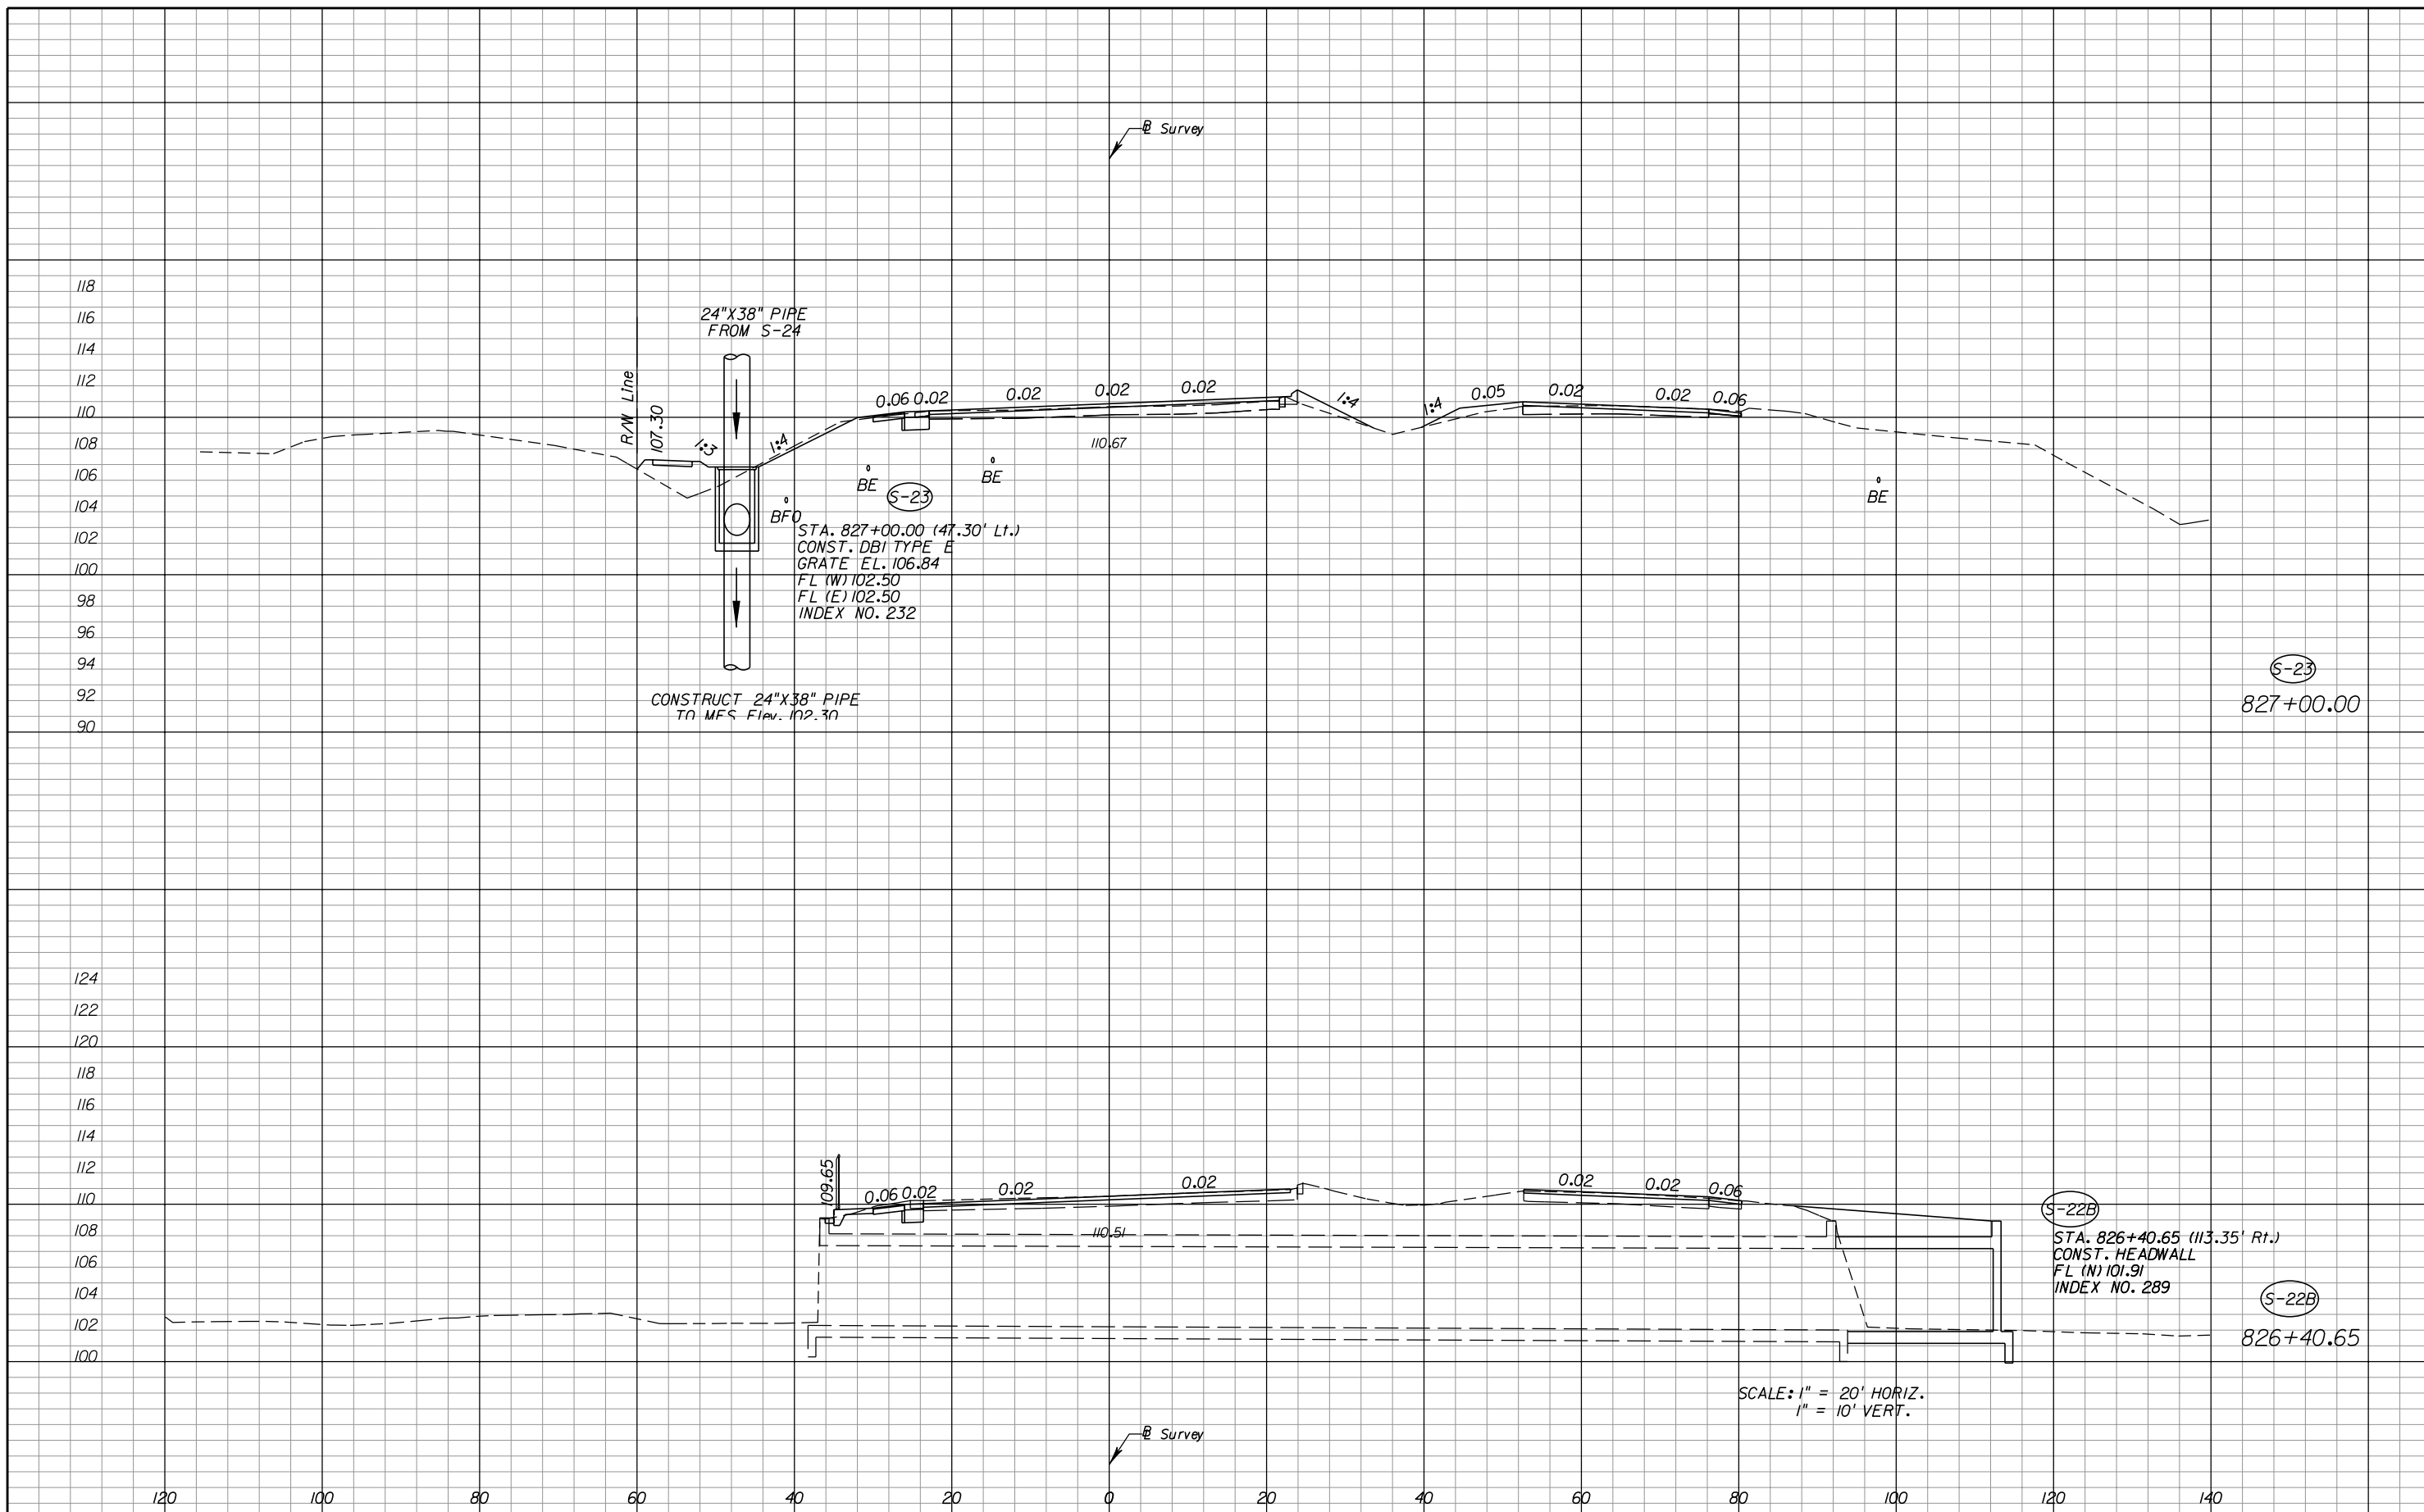 B Survey
118
116
114
112
110
108
106
104
102
100
98
96
94
92
90
24"X38" PIPE
FROM S-24
R/W Line
107.30
1:3
1:4
0.06 0.02
0.02
0.02
0.02
1:4
1:4
0.05
0.02
0.02
0.06
110.67
BE
BE
BE
BFO
S-23
STA. 827+00.00 (47.30' Lt.)
CONST. DBI TYPE E
GRATE EL. 106.84
FL (W) 102.50
FL (E) 102.50
INDEX NO. 232
CONSTRUCT 24"X38" PIPE
TO MES Elev. 102.30
S-23
827+00.00
124
122
120
118
116
114
112
110
108
106
104
102
100
109.65
0.06 0.02
0.02
0.02
0.02
0.02
0.06
110.51
S-22B
STA. 826+40.65 (113.35' Rt.)
CONST. HEADWALL
FL (N) 101.91
INDEX NO. 289
S-22B
826+40.65
SCALE: 1" = 20' HORIZ.
1" = 10' VERT.
B Survey
120 100 80 60 40 20 0 20 40 60 80 100 120 140